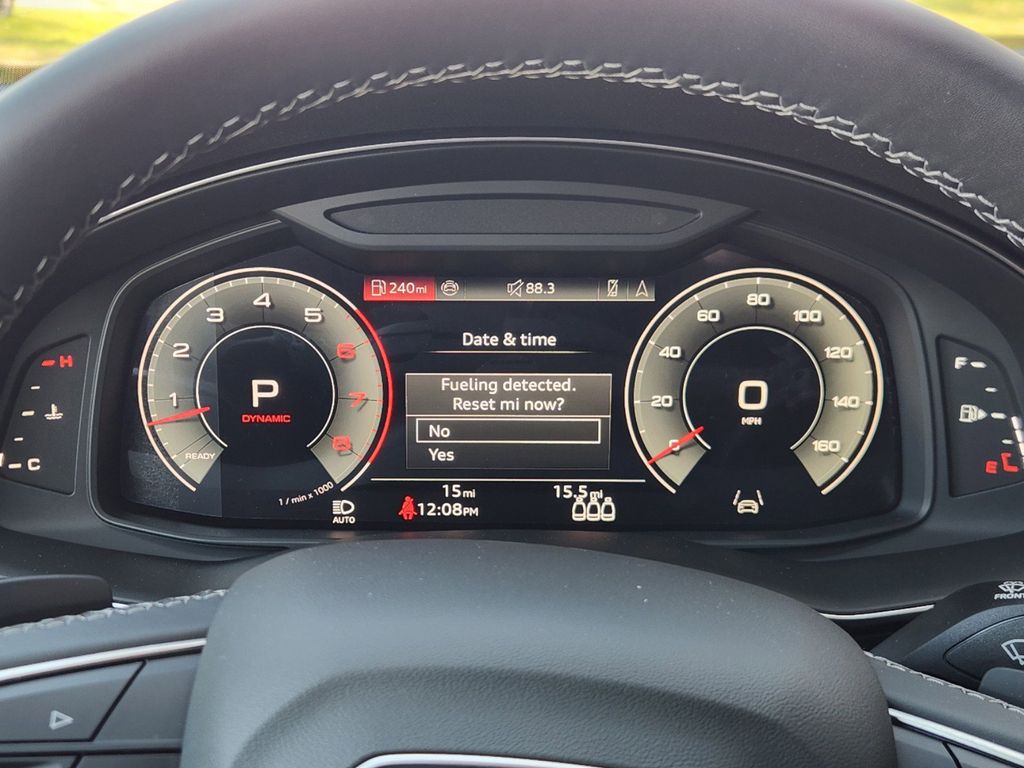 240mi
88.3
Date & time
Fueling detected.
Reset mi now?
No
Yes
15mi
15.5mi
AUTO
12:08PM
READY
1
2
3
4
5
6
7
8
1 / min x 1000
P
DYNAMIC
0
20
40
60
80
100
120
140
160
0
MPH
H
C
F
E
FRONT